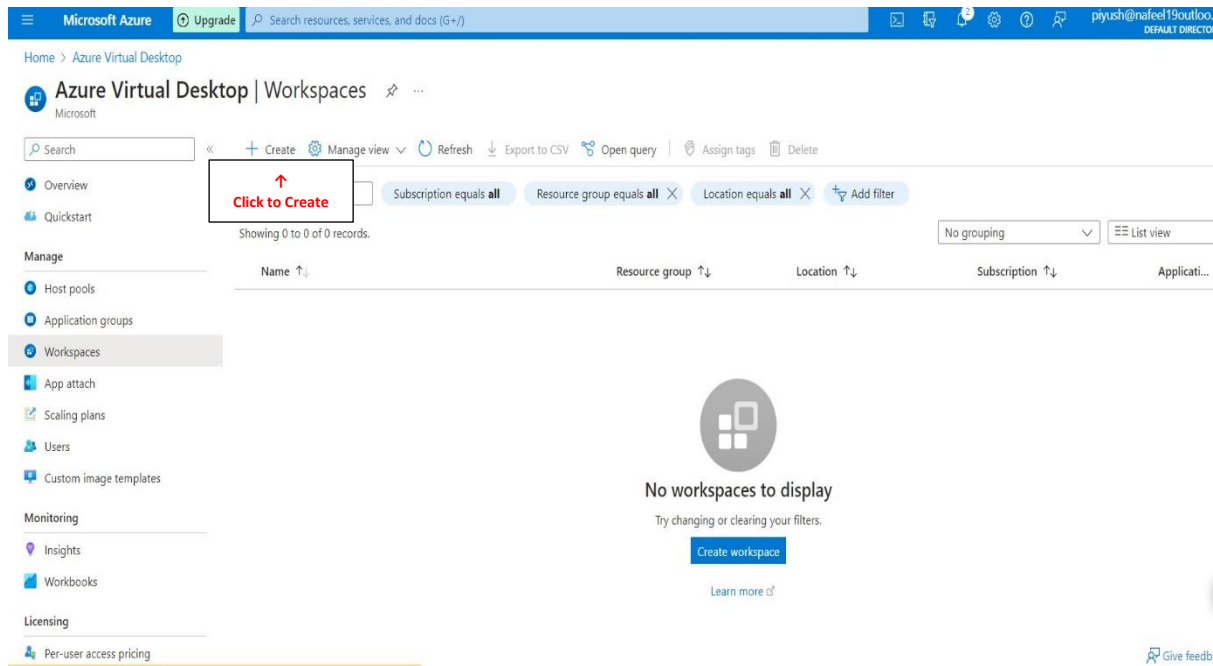 Microsoft Azure Upgrade Search resources, services, and docs (G+/) 2 piyush@nafeel19outloo.
DEFAULT DIRECTO
Home > Azure Virtual Desktop
Azure Virtual Desktop | Workspaces ...
Microsoft
Search « + Create Manage view Refresh Export to CSV Open query Assign tags Delete
↑
Click to Create
Subscription equals all Resource group equals all Location equals all Add filter
Showing 0 to 0 of 0 records.
No grouping List view
Name ↑↓ Resource group ↑↓ Location ↑↓ Subscription ↑↓ Applicati...
Overview
Quickstart
Manage
Host pools
Application groups
Workspaces
App attach
Scaling plans
Users
Custom image templates
Monitoring
Insights
Workbooks
Licensing
Per-user access pricing
No workspaces to display
Try changing or clearing your filters.
Create workspace
Learn more
Give feedb